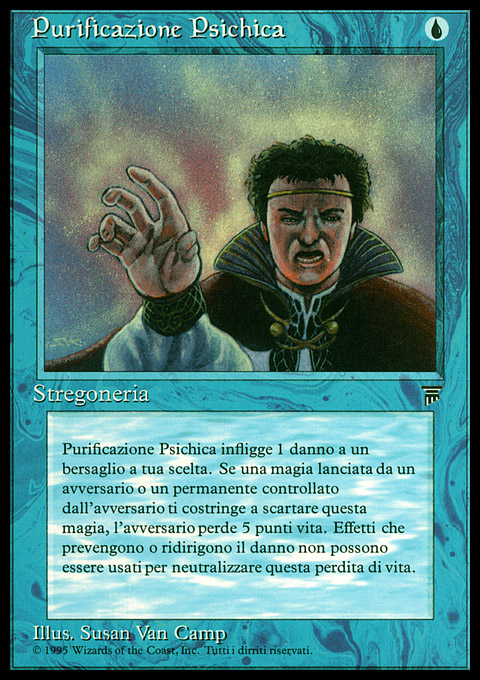 Purificazione Psichica
Stregoneria
Purificazione Psichica infligge 1 danno a un
bersaglio a tua scelta. Se una magia lanciata da un
avversario o un permanente controllato
dall'avversario ti costringe a scartare questa
magia, l'avversario perde 5 punti vita. Effetti che
prevengono o ridirigono il danno non possono
essere usati per neutralizzare questa perdita di vita.
Illus. Susan Van Camp
© 1995 Wizards of the Coast, Inc. Tutti i dirriti riservati.